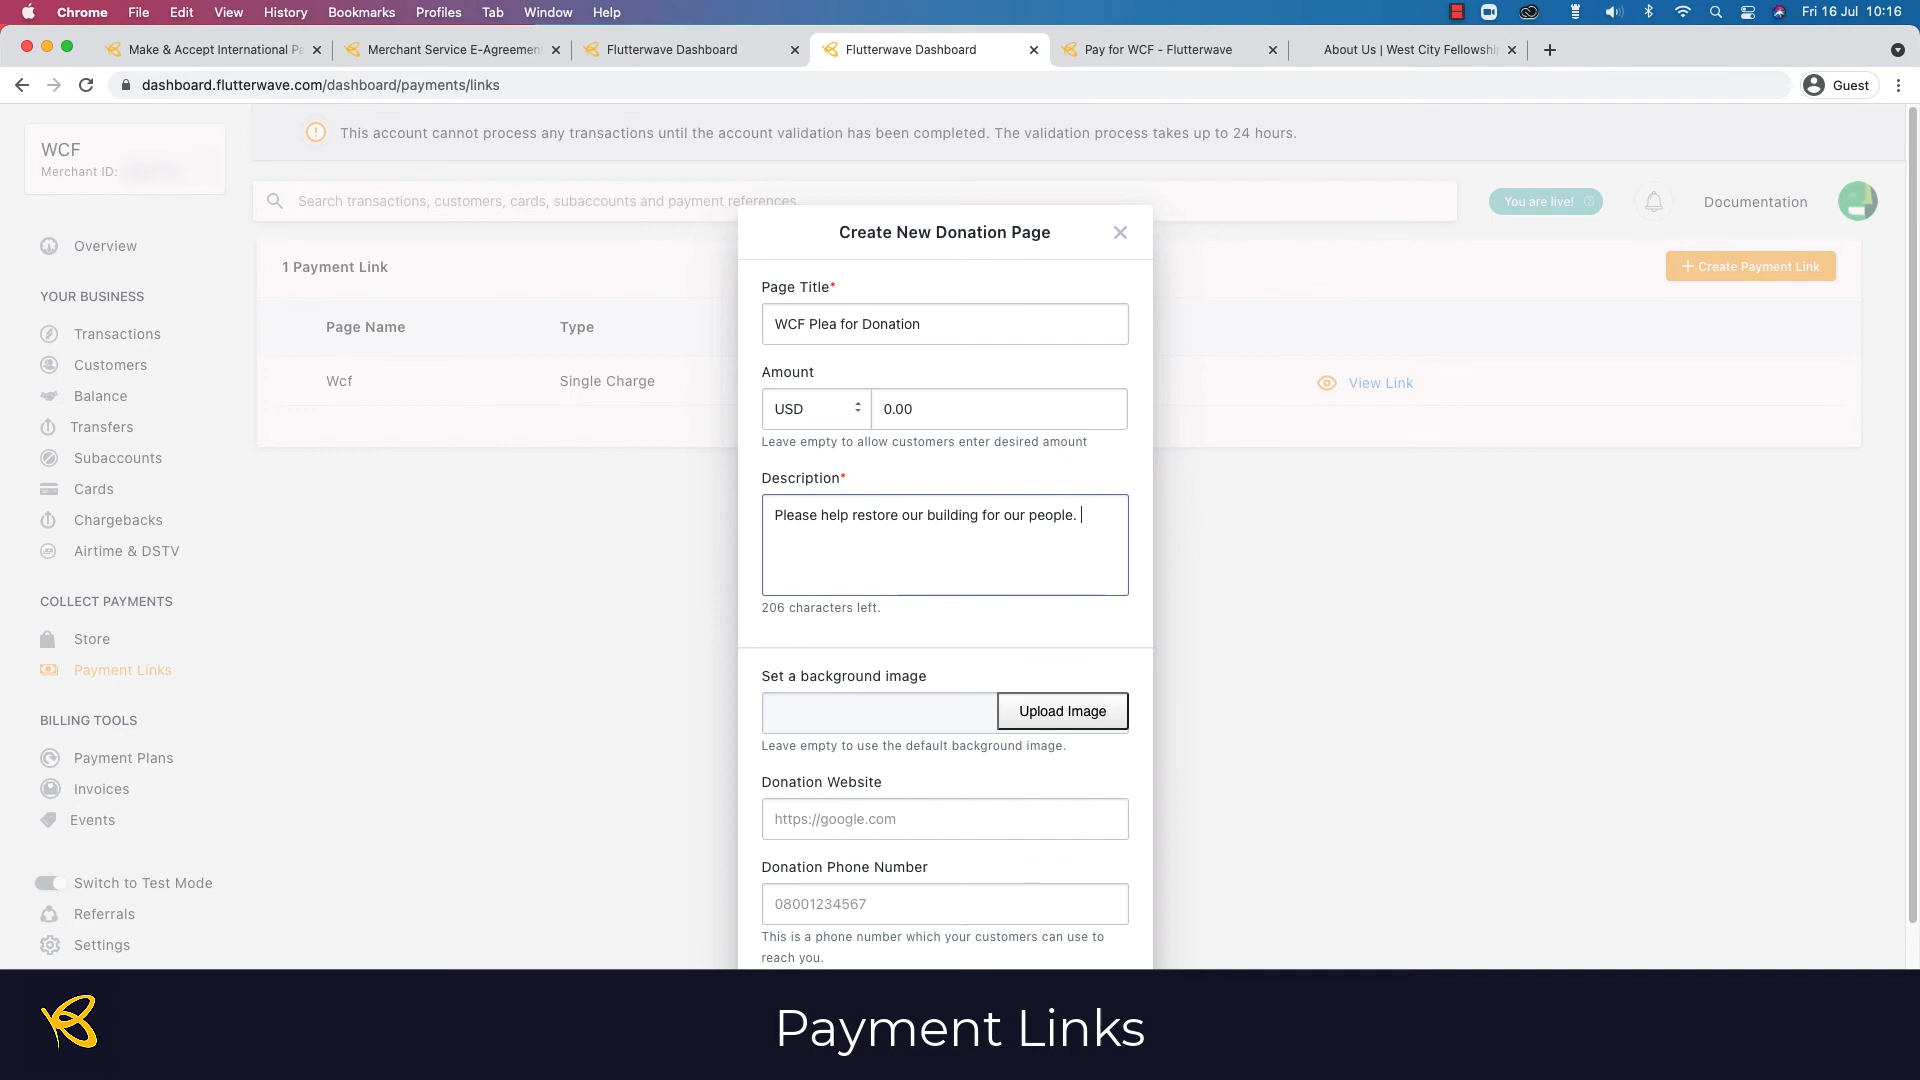 Chrome File Edit View History Bookmarks Profiles Tab Window Help Fri 16 Jul 10:16
Make & Accept International Pa
Merchant Service E-Agreement
Flutterwave Dashboard
Flutterwave Dashboard
Pay for WCF - Flutterwave
About Us | West City Fellowshi
dashboard.flutterwave.com/dashboard/payments/links
Guest
This account cannot process any transactions until the account validation has been completed. The validation process takes up to 24 hours.
WCF
Merchant ID:
Search transactions, customers, cards, subaccounts and payment references.
You are live!
Documentation
Overview
YOUR BUSINESS
Transactions
Customers
Balance
Transfers
Subaccounts
Cards
Chargebacks
Airtime & DSTV
COLLECT PAYMENTS
Store
Payment Links
BILLING TOOLS
Payment Plans
Invoices
Events
Switch to Test Mode
Referrals
Settings
1 Payment Link
+ Create Payment Link
Page Name Type
Wcf Single Charge View Link
Create New Donation Page
Page Title*
WCF Plea for Donation
Amount
USD 0.00
Leave empty to allow customers enter desired amount
Description*
Please help restore our building for our people.
206 characters left.
Set a background image
Upload Image
Leave empty to use the default background image.
Donation Website
https://google.com
Donation Phone Number
08001234567
This is a phone number which your customers can use to
reach you.
Payment Links